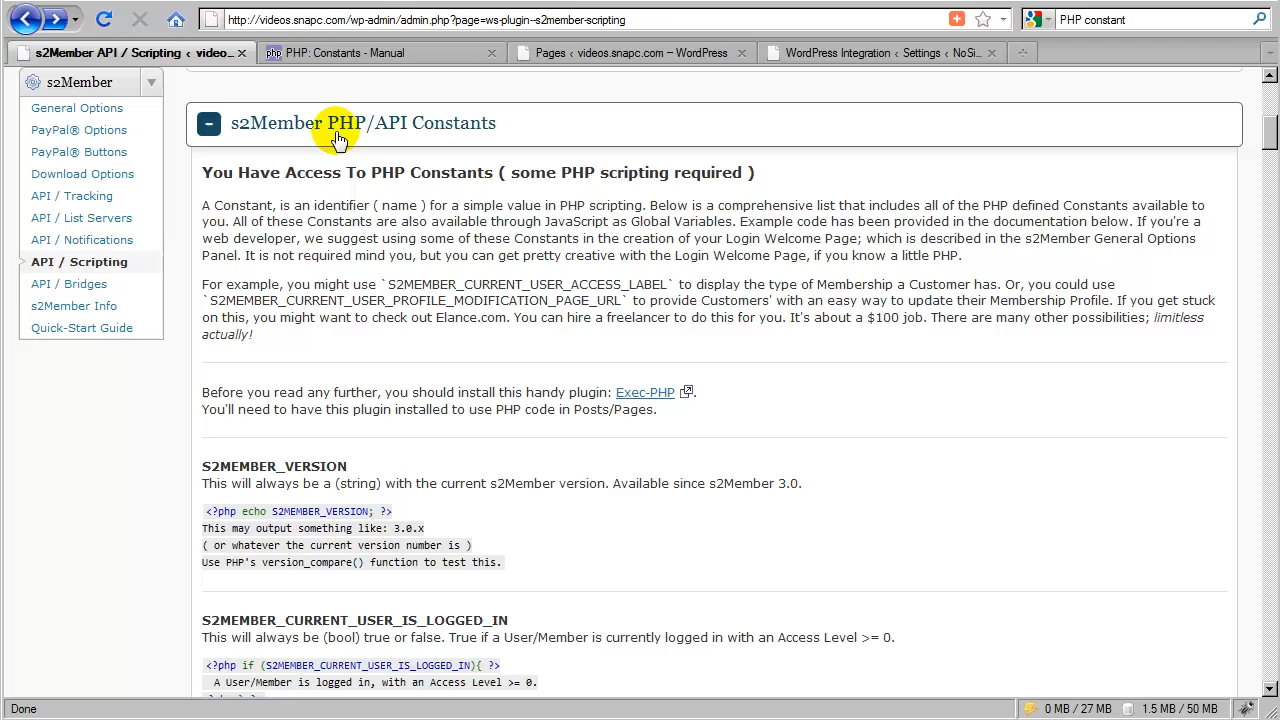 http://videos.snapc.com/wp-admin/admin.php?page=ws-plugin--s2member-scripting
PHP constant
s2Member API / Scripting ‹ video...
PHP: Constants - Manual
Pages ‹ videos.snapc.com — WordPress
WordPress Integration ‹ Settings ‹ NoSi...
s2Member
General Options
PayPal® Options
PayPal® Buttons
Download Options
API / Tracking
API / List Servers
API / Notifications
API / Scripting
API / Bridges
s2Member Info
Quick-Start Guide
s2Member PHP/API Constants
You Have Access To PHP Constants ( some PHP scripting required )
A Constant, is an identifier ( name ) for a simple value in PHP scripting. Below is a comprehensive list that includes all of the PHP defined Constants available to
you. All of these Constants are also available through JavaScript as Global Variables. Example code has been provided in the documentation below. If you're a
web developer, we suggest using some of these Constants in the creation of your Login Welcome Page; which is described in the s2Member General Options
Panel. It is not required mind you, but you can get pretty creative with the Login Welcome Page, if you know a little PHP.
For example, you might use `S2MEMBER_CURRENT_USER_ACCESS_LABEL` to display the type of Membership a Customer has. Or, you could use
`S2MEMBER_CURRENT_USER_PROFILE_MODIFICATION_PAGE_URL` to provide Customers' with an easy way to update their Membership Profile. If you get stuck
on this, you might want to check out Elance.com. You can hire a freelancer to do this for you. It's about a $100 job. There are many other possibilities; limitless
actually!
Before you read any further, you should install this handy plugin: Exec-PHP .
You'll need to have this plugin installed to use PHP code in Posts/Pages.
S2MEMBER_VERSION
This will always be a (string) with the current s2Member version. Available since s2Member 3.0.
<?php echo S2MEMBER_VERSION; ?>
This may output something like: 3.0.x
( or whatever the current version number is )
Use PHP's version_compare() function to test this.
S2MEMBER_CURRENT_USER_IS_LOGGED_IN
This will always be (bool) true or false. True if a User/Member is currently logged in with an Access Level >= 0.
<?php if (S2MEMBER_CURRENT_USER_IS_LOGGED_IN){ ?>
A User/Member is logged in, with an Access Level >= 0.
Done
0 MB / 27 MB
1.5 MB / 50 MB